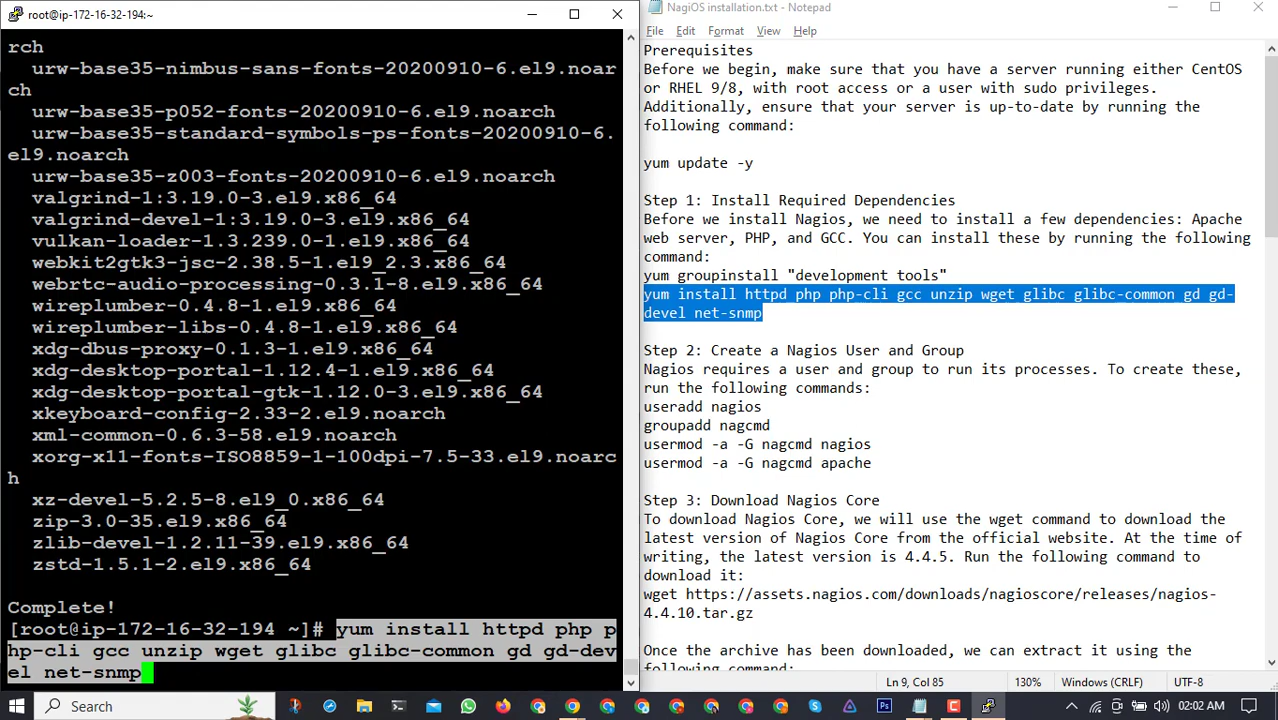 root@ip-172-16-32-194:~
rch
urw-base35-nimbus-sans-fonts-20200910-6.el9.noar
ch
urw-base35-p052-fonts-20200910-6.el9.noarch
urw-base35-standard-symbols-ps-fonts-20200910-6.
el9.noarch
urw-base35-z003-fonts-20200910-6.el9.noarch
valgrind-1:3.19.0-3.el9.x86_64
valgrind-devel-1:3.19.0-3.el9.x86_64
vulkan-loader-1.3.239.0-1.el9.x86_64
webkit2gtk3-jsc-2.38.5-1.el9_2.3.x86_64
webrtc-audio-processing-0.3.1-8.el9.x86_64
wireplumber-0.4.8-1.el9.x86_64
wireplumber-libs-0.4.8-1.el9.x86_64
xdg-dbus-proxy-0.1.3-1.el9.x86_64
xdg-desktop-portal-1.12.4-1.el9.x86_64
xdg-desktop-portal-gtk-1.12.0-3.el9.x86_64
xkeyboard-config-2.33-2.el9.noarch
xml-common-0.6.3-58.el9.noarch
xorg-x11-fonts-ISO8859-1-100dpi-7.5-33.el9.noarc
h
xz-devel-5.2.5-8.el9_0.x86_64
zip-3.0-35.el9.x86_64
zlib-devel-1.2.11-39.el9.x86_64
zstd-1.5.1-2.el9.x86_64
Complete!
[root@ip-172-16-32-194 ~]# yum install httpd php p
hp-cli gcc unzip wget glibc glibc-common gd gd-dev
el net-snmp
NagiOS installation.txt - Notepad
File Edit Format View Help
Prerequisites
Before we begin, make sure that you have a server running either CentOS
or RHEL 9/8, with root access or a user with sudo privileges.
Additionally, ensure that your server is up-to-date by running the
following command:
yum update -y
Step 1: Install Required Dependencies
Before we install Nagios, we need to install a few dependencies: Apache
web server, PHP, and GCC. You can install these by running the following
command:
yum groupinstall "development tools"
yum install httpd php php-cli gcc unzip wget glibc glibc-common gd gd-
devel net-snmp
Step 2: Create a Nagios User and Group
Nagios requires a user and group to run its processes. To create these,
run the following commands:
useradd nagios
groupadd nagcmd
usermod -a -G nagcmd nagios
usermod -a -G nagcmd apache
Step 3: Download Nagios Core
To download Nagios Core, we will use the wget command to download the
latest version of Nagios Core from the official website. At the time of
writing, the latest version is 4.4.5. Run the following command to
download it:
wget https://assets.nagios.com/downloads/nagioscore/releases/nagios-
4.4.10.tar.gz
Once the archive has been downloaded, we can extract it using the
following command:
Ln 9, Col 85 130% Windows (CRLF) UTF-8
Search
Ps
02:02 AM